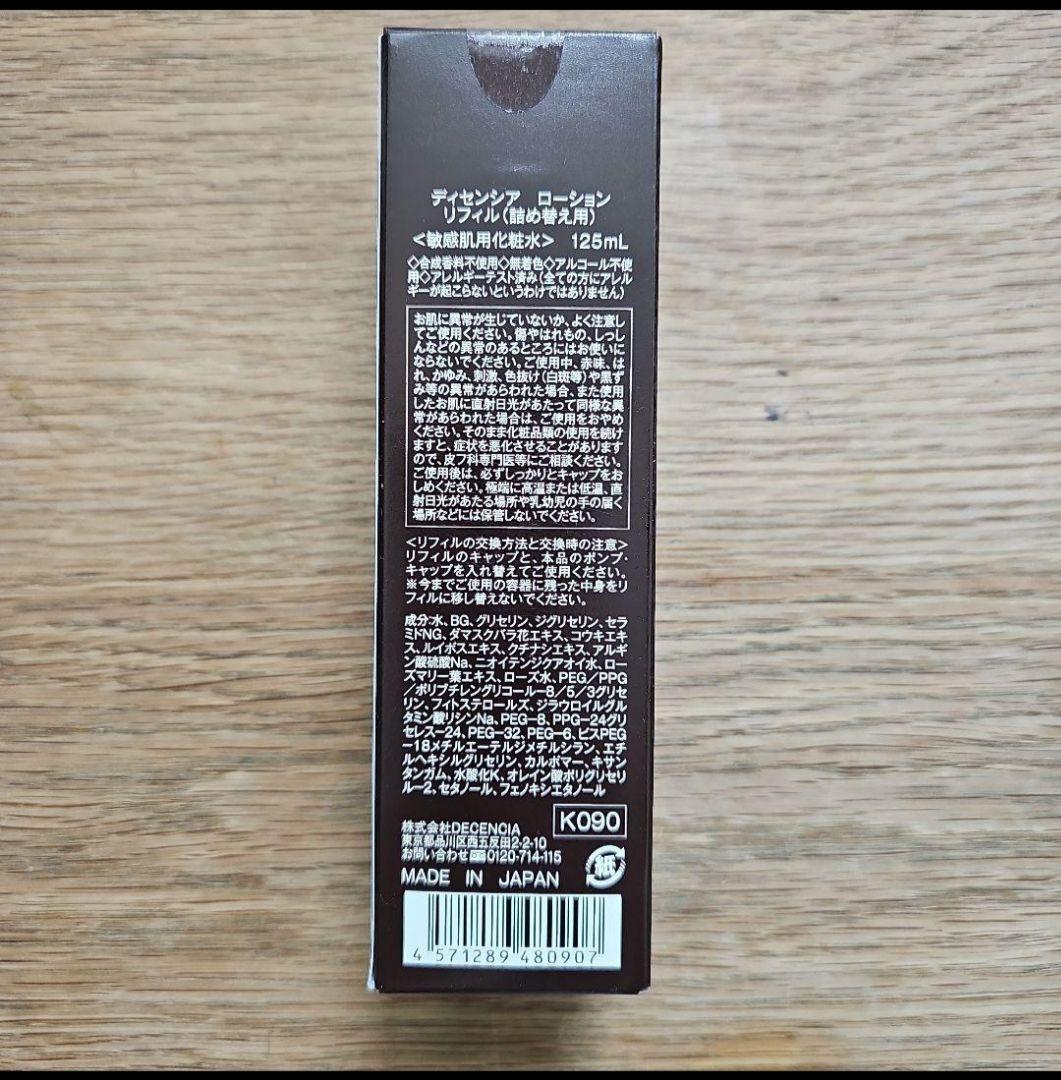 ディセンシア ローション
リフィル(詰め替え用)
<敏感肌用化粧水> 125mL
◇合成香料不使用◇無着色◇アルコール不使
用◇アレルギーテスト済み(全ての方にアレル
ギーが起こらないというわけではありません)
お肌に異常が生じていないか、よく注意し
てご使用ください。傷やはれもの、しっし
んなどの異常のあるところにはお使いに
ならないでください。ご使用中、赤味、は
れ、かゆみ、刺激、色抜け(白斑等)や黒ず
み等の異常があらわれた場合、また使用
したお肌に直射日光があたって同様な異
常があらわれた場合は、ご使用をおやめ
ください。そのまま化粧品類の使用を続け
ますと、症状を悪化させることがあります
ので、皮フ科専門医等にご相談ください。
ご使用後は、必ずしっかりとキャップをお
しめください。極端に高温または低温、直
射日光があたる場所や乳幼児の手の届く
場所などには保管しないでください。
<リフィルの交換方法と交換時の注意>
リフィルのキャップと、本品のポンプ・
キャップを入れ替えてご使用ください。
※今までご使用の容器に残った中身をリ
フィルに移し替えないでください。
成分:水、BG、グリセリン、ジグリセリン、セラ
ミドNG、ダマスクバラ花エキス、コウキエキ
ス、ルイボスエキス、クチナシエキス、アルギ
ン酸硫酸Na、ニオイテンジクアオイ水、ロー
ズマリー葉エキス、ローズ水、PEG/PPG
/ポリブチレングリコール-8/5/3グリセ
リン、フィトステロールズ、ジラウロイルグル
タミン酸リシンNa、PEG-8、PPG-24グリ
セレス-24、PEG-32、PEG-6、ビスPEG
-18メチルエーテルジメチルシラン、エチ
ルヘキシルグリセリン、カルボマー、キサン
タンガム、水酸化K、オレイン酸ポリグリセリ
ル-2、セタノール、フェノキシエタノール
K090
株式会社DECENCIA
東京都品川区西五反田2-2-10
お問い合わせ 0120-714-115
紙
MADE IN JAPAN
4 571289 480907